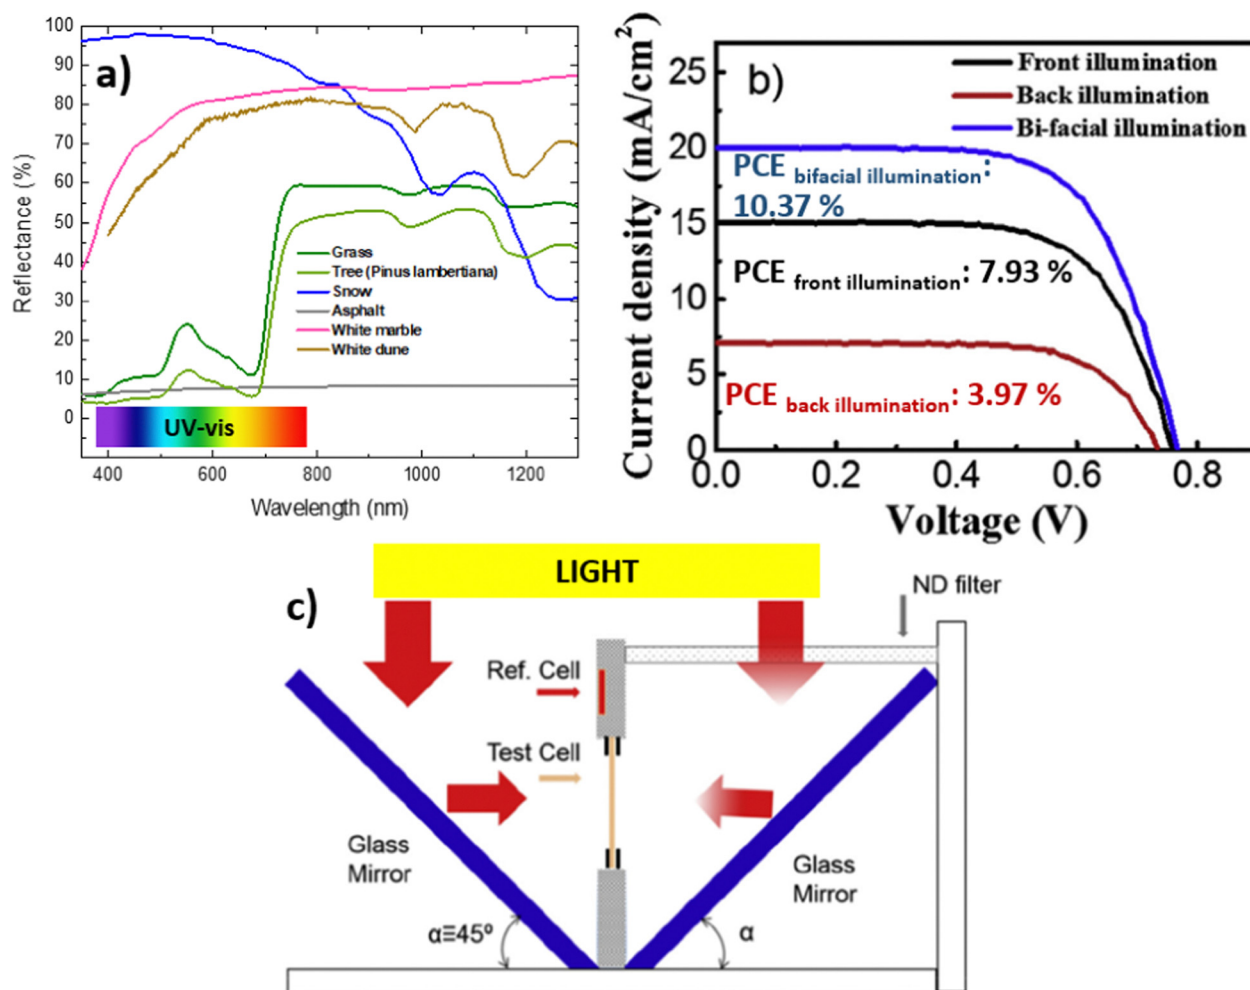 a)
100
90
80
70
60
50
40
30
20
10
0
Reflectance (%)
Grass
Tree (Pinus lambertiana)
Snow
Asphalt
White marble
White dune
UV-vis
400 600 800 1000 1200
Wavelength (nm)
b)
Front illumination
Back illumination
Bi-facial illumination
25
20
15
10
5
0
Current density (mA/cm²)
PCE bifacial illumination:
10.37 %
PCE front illumination: 7.93 %
PCE back illumination: 3.97 %
0.0 0.2 0.4 0.6 0.8
Voltage (V)
c)
LIGHT
ND filter
Ref. Cell
Test Cell
Glass
Mirror
Glass
Mirror
α≡45º
α